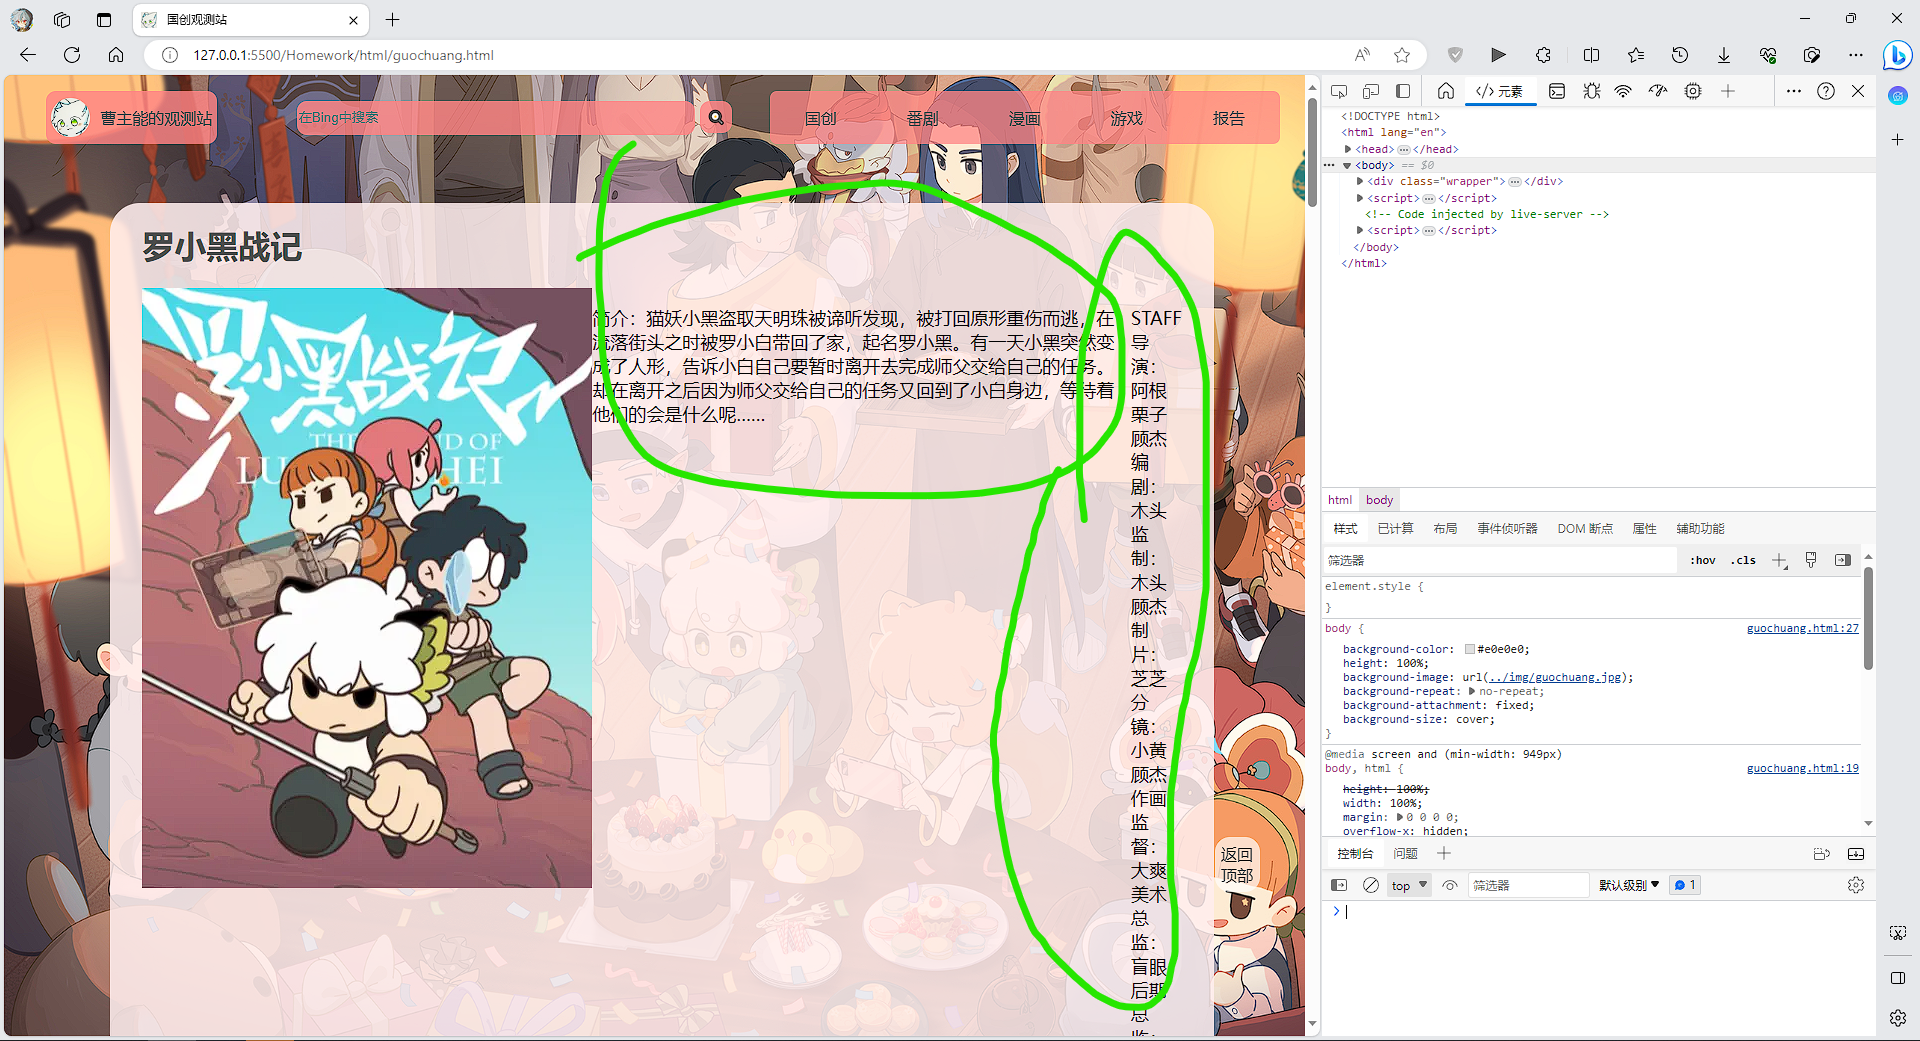 国创观测站
127.0.0.1:5500/Homework/html/guochuang.html
曹主能的观测站
在Bing中搜索
国创
番剧
漫画
游戏
报告
罗小黑战记
罗小黑战记
THE
ND OF
LU
HEI
简介：猫妖小黑盗取天明珠被谛听发现，被打回原形重伤而逃，在
流落街头之时被罗小白带回了家，起名罗小黑。有一天小黑突然变
成了人形，告诉小白自己要暂时离开去完成师父交给自己的任务。
却在离开之后因为师父交给自己的任务又回到了小白身边，等待着
他们的会是什么呢……
STAFF
导
演：
阿根
栗子
顾杰
编
剧：
木头
监
制：
木头
顾杰
制
片：
芝芝
分
镜：
小黄
顾杰
作画
监
督：
大爽
美术
总
监：
盲眼
后期
总
监：
返回
顶部
元素
<!DOCTYPE html>
<html lang="en">
<head> … </head>
<body> == $0
<div class="wrapper"> … </div>
<script> … </script>
<!-- Code injected by live-server -->
<script> … </script>
</body>
</html>
html body
样式 已计算 布局 事件侦听器 DOM 断点 属性 辅助功能
筛选器
:hov .cls
element.style {
}
body {
guochuang.html:27
background-color: #e0e0e0;
height: 100%;
background-image: url(../img/guochuang.jpg);
background-repeat: no-repeat;
background-attachment: fixed;
background-size: cover;
}
@media screen and (min-width: 949px)
body, html {
guochuang.html:19
height: 100%;
width: 100%;
margin: 0 0 0 0;
overflow-x: hidden;
控制台 问题
top
筛选器
默认级别
1